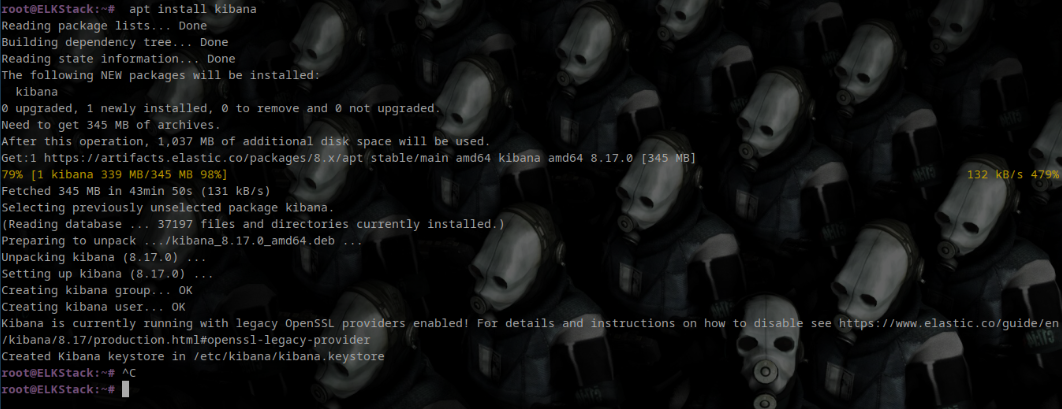 root@ELKStack:~#  apt install kibana
Reading package lists... Done
Building dependency tree... Done
Reading state information... Done
The following NEW packages will be installed:
  kibana
0 upgraded, 1 newly installed, 0 to remove and 0 not upgraded.
Need to get 345 MB of archives.
After this operation, 1,037 MB of additional disk space will be used.
Get:1 https://artifacts.elastic.co/packages/8.x/apt stable/main amd64 kibana amd64 8.17.0 [345 MB]
79% [1 kibana 339 MB/345 MB 98%] 132 kB/s 479%
Fetched 345 MB in 43min 50s (131 kB/s)
Selecting previously unselected package kibana.
(Reading database ... 37197 files and directories currently installed.)
Preparing to unpack .../kibana_8.17.0_amd64.deb ...
Unpacking kibana (8.17.0) ...
Setting up kibana (8.17.0) ...
Creating kibana group... OK
Creating kibana user... OK
Kibana is currently running with legacy OpenSSL providers enabled! For details and instructions on how to disable see https://www.elastic.co/guide/en
/kibana/8.17/production.html#openssl-legacy-provider
Created Kibana keystore in /etc/kibana/kibana.keystore
root@ELKStack:~# ^C
root@ELKStack:~#